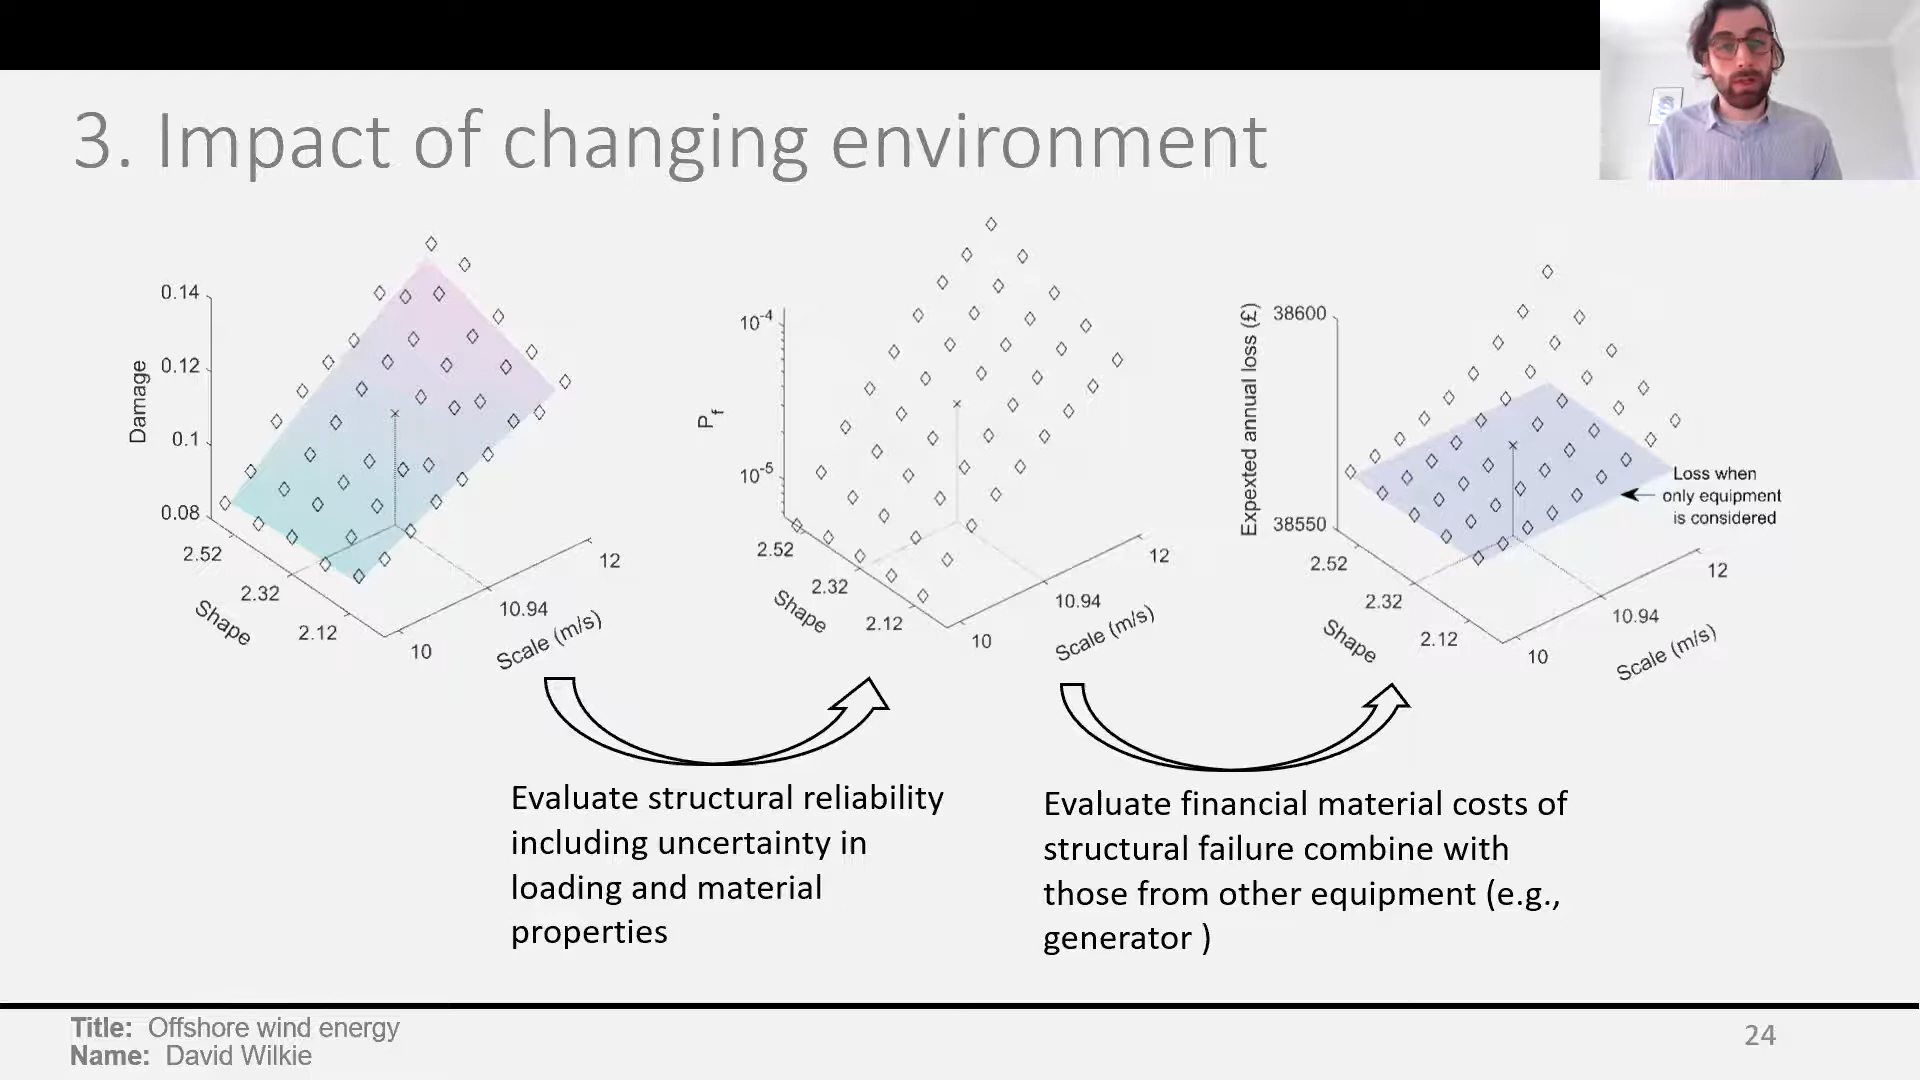 3. Impact of changing environment
Damage
0.14
0.12
0.1
0.08
2.52
2.32
2.12
Shape
10
10.94
12
Scale (m/s)
Pf
10-4
10-5
2.52
2.32
2.12
Shape
10
10.94
12
Scale (m/s)
Expexted annual loss (£)
38600
38550
2.52
2.32
2.12
Shape
10
10.94
12
Scale (m/s)
Loss when
only equipment
is considered
Evaluate structural reliability
including uncertainty in
loading and material
properties
Evaluate financial material costs of
structural failure combine with
those from other equipment (e.g.,
generator )
Title: Offshore wind energy
Name: David Wilkie
24